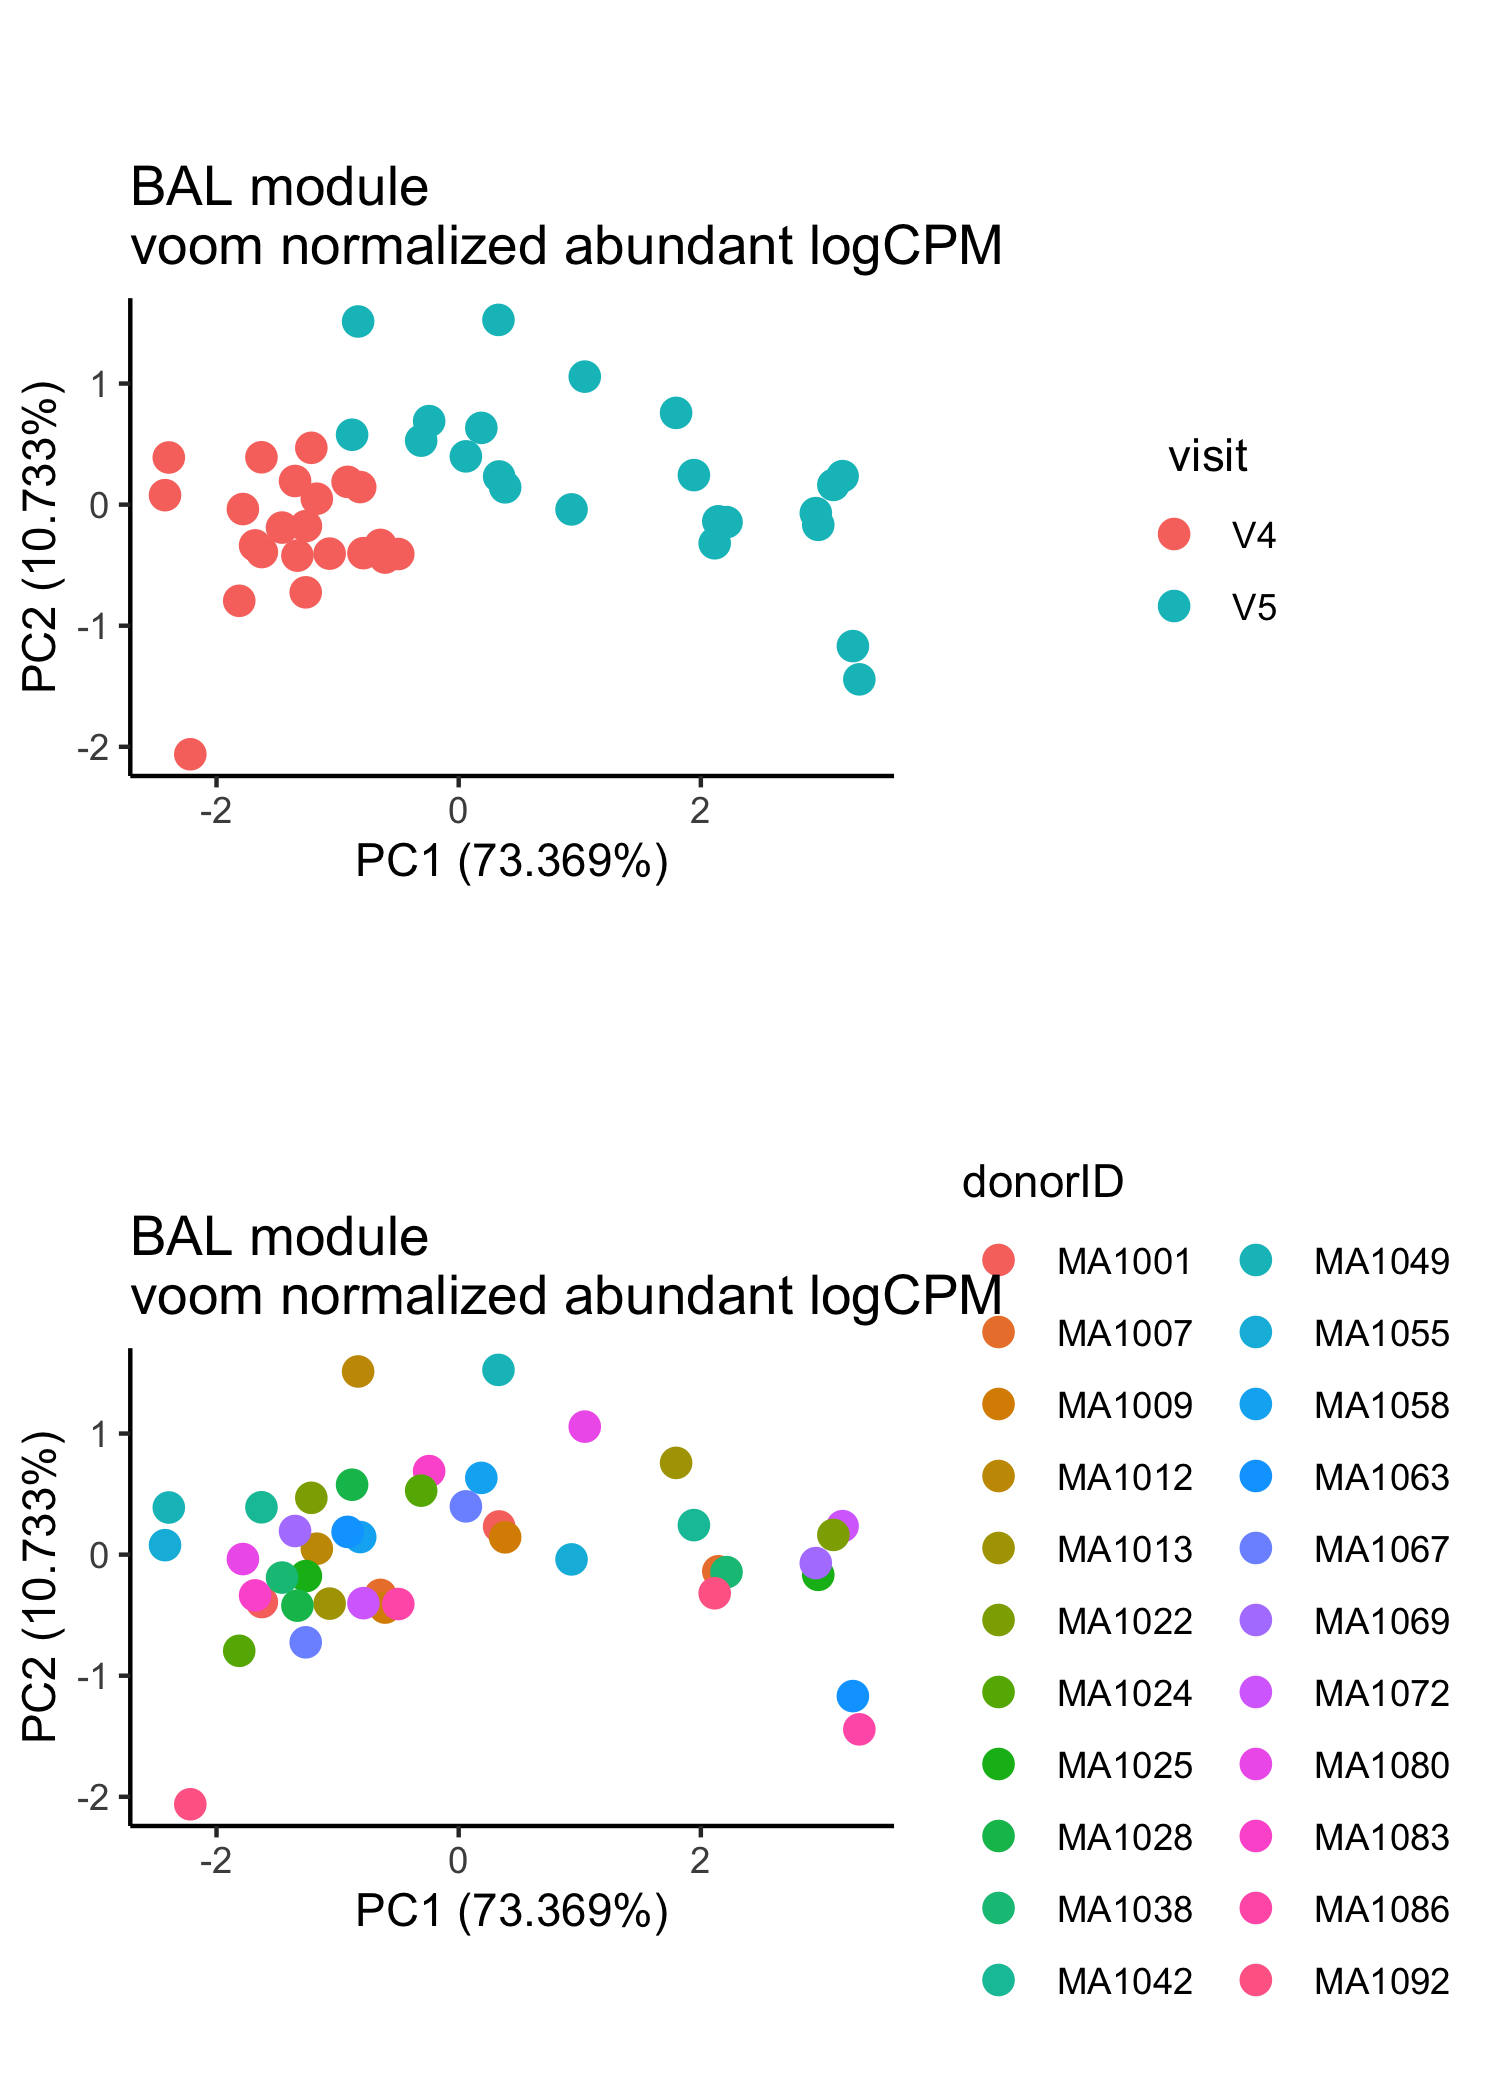 BAL module
voom normalized abundant logCPM
1
0
-1
-2
PC2 (10.733%)
-2 0 2
PC1 (73.369%)
visit
V4
V5
donorID
BAL module
voom normalized abundant logCPM
1
0
-1
-2
PC2 (10.733%)
-2 0 2
PC1 (73.369%)
MA1001 MA1049
MA1007 MA1055
MA1009 MA1058
MA1012 MA1063
MA1013 MA1067
MA1022 MA1069
MA1024 MA1072
MA1025 MA1080
MA1028 MA1083
MA1038 MA1086
MA1042 MA1092